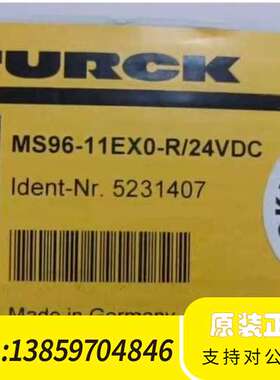 TURCK
MS96-11EX0-R/24VDC
Ident-Nr. 5231407
Made in Germany
原装正
:13859704846
支持对公